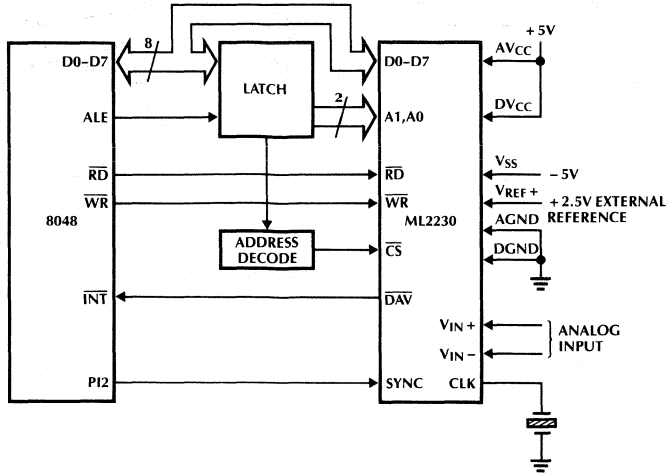 8
D0–D7
ALE
RD
WR
8048
INT
PI2
LATCH
ADDRESS
DECODE
2
D0–D7
A1,A0
RD
WR
ML2230
CS
DAV
SYNC
CLK
VIN +
VIN –
+ 5V
AVCC
DVCC
VSS
– 5V
VREF +
+ 2.5V EXTERNAL
REFERENCE
AGND
DGND
ANALOG
INPUT